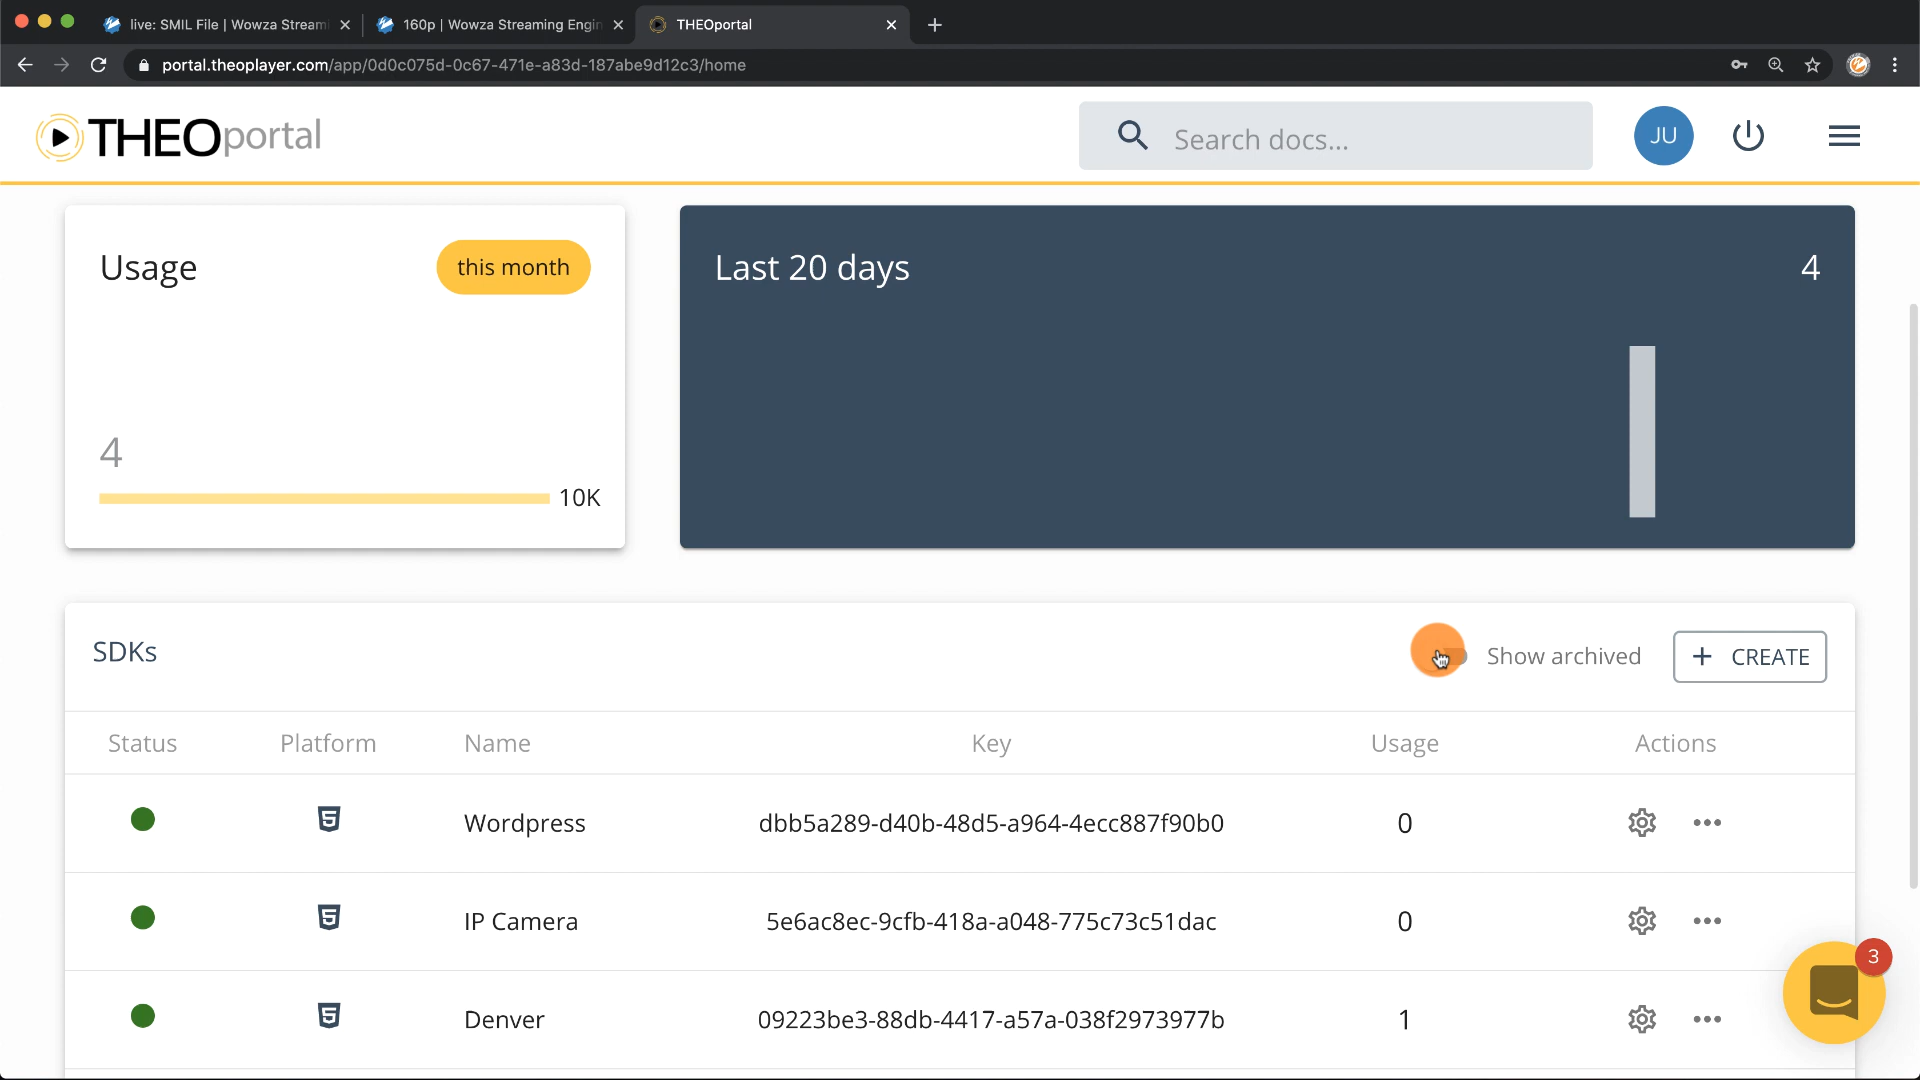 live: SMIL File | Wowza Stream
160p | Wowza Streaming Engin
THEOportal
portal.theoplayer.com/app/0d0c075d-0c67-471e-a83d-187abe9d12c3/home
THEOportal
Search docs...
JU
Usage
this month
4
10K
Last 20 days
4
SDKs
Show archived
+ CREATE
Status Platform Name Key Usage Actions
Wordpress dbb5a289-d40b-48d5-a964-4ecc887f90b0 0
IP Camera 5e6ac8ec-9cfb-418a-a048-775c73c51dac 0
3
Denver 09223be3-88db-4417-a57a-038f2973977b 1